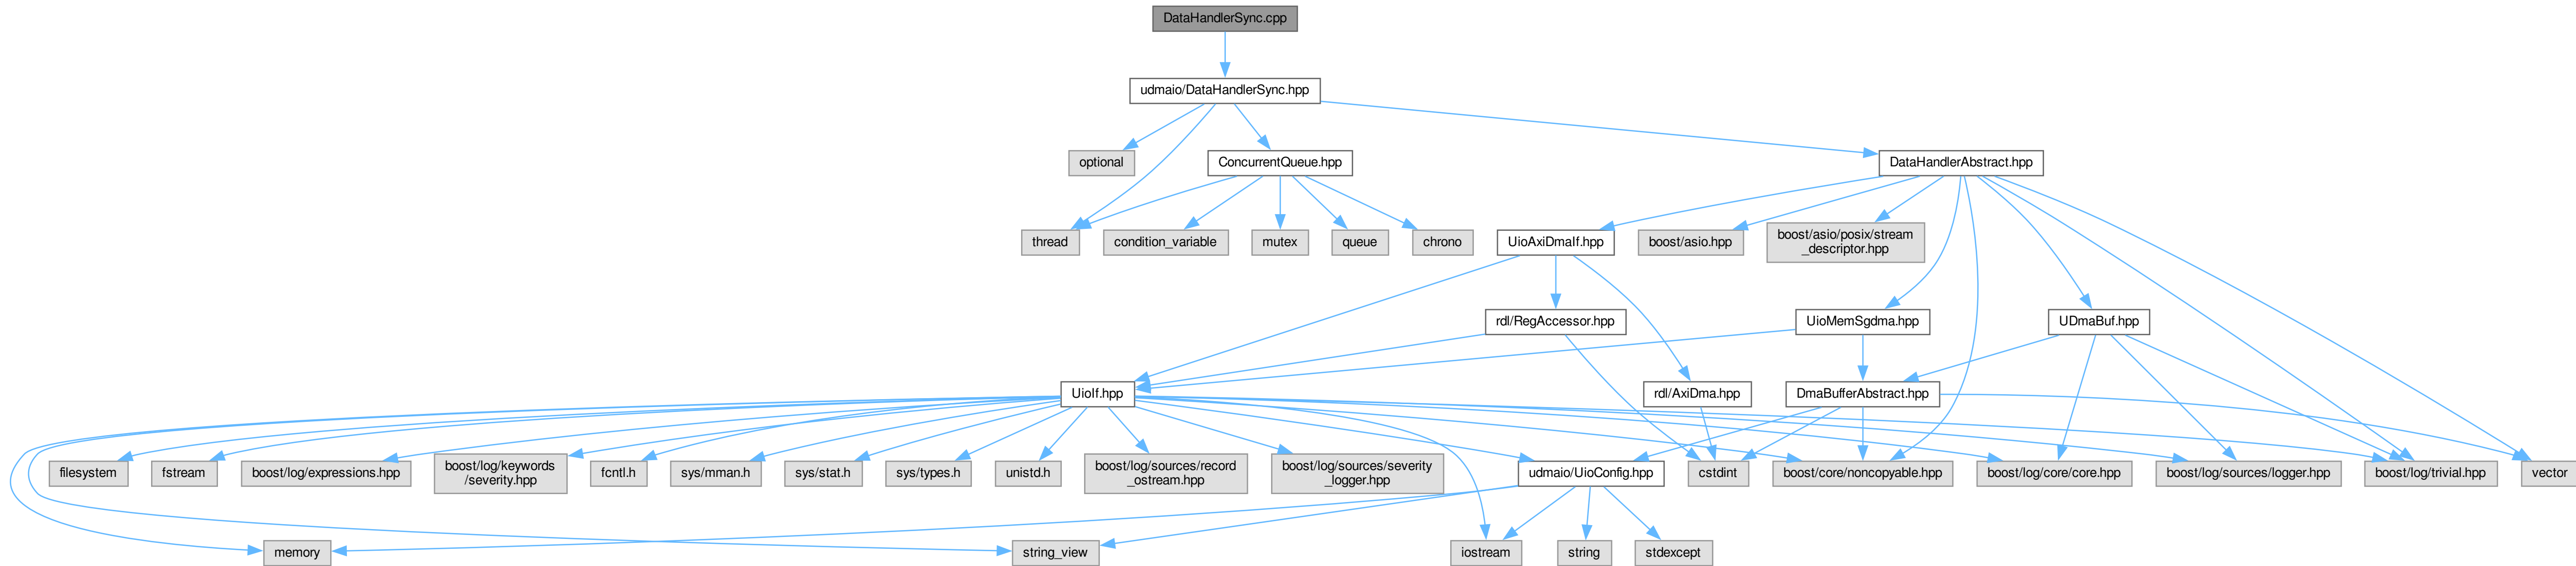 DataHandlerSync.cpp
udmaio/DataHandlerSync.hpp
optional
ConcurrentQueue.hpp
DataHandlerAbstract.hpp
thread
condition_variable
mutex
queue
chrono
UioAxiDmaIf.hpp
boost/asio.hpp
boost/asio/posix/stream
_descriptor.hpp
rdl/RegAccessor.hpp
UioMemSgdma.hpp
UDmaBuf.hpp
UioIf.hpp
rdl/AxiDma.hpp
DmaBufferAbstract.hpp
filesystem
fstream
boost/log/expressions.hpp
boost/log/keywords
/severity.hpp
fcntl.h
sys/mman.h
sys/stat.h
sys/types.h
unistd.h
boost/log/sources/record
_ostream.hpp
boost/log/sources/severity
_logger.hpp
udmaio/UioConfig.hpp
cstdint
boost/core/noncopyable.hpp
boost/log/core/core.hpp
boost/log/sources/logger.hpp
boost/log/trivial.hpp
vector
memory
string_view
iostream
string
stdexcept